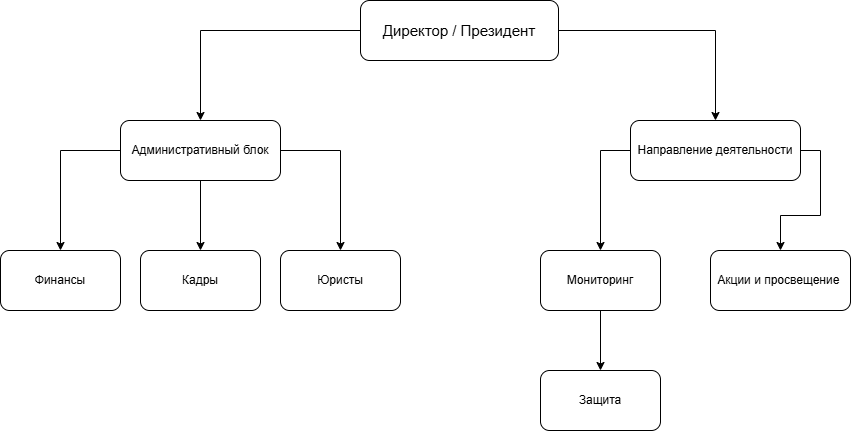 Директор / Президент
Административный блок
Направление деятельности
Финансы
Кадры
Юристы
Мониторинг
Акции и просвещение
Защита